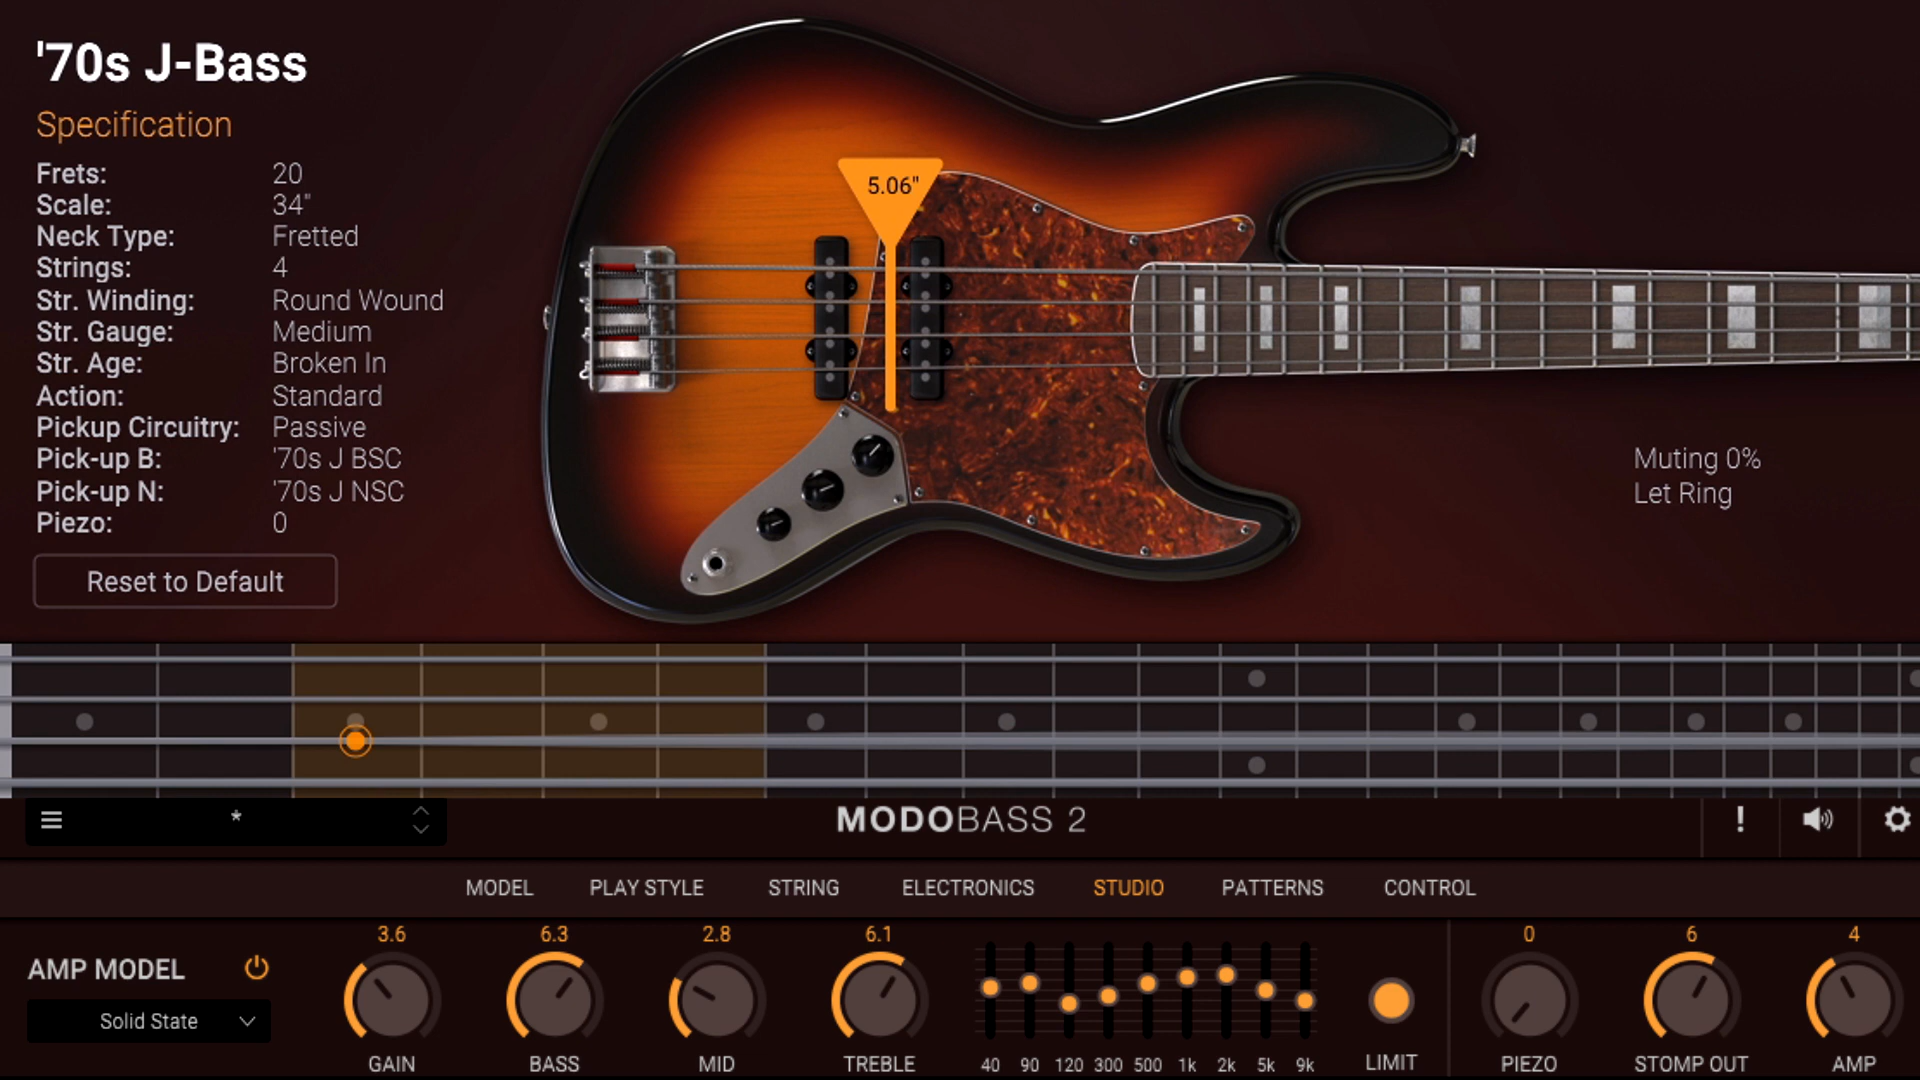 '70s J-Bass
Specification
Frets: 20
Scale: 34"
Neck Type: Fretted
Strings: 4
Str. Winding: Round Wound
Str. Gauge: Medium
Str. Age: Broken In
Action: Standard
Pickup Circuitry: Passive
Pick-up B: '70s J BSC
Pick-up N: '70s J NSC
Piezo: 0
Reset to Default
5.06"
Muting 0%
Let Ring
*
MODOBASS 2
!
MODEL PLAY STYLE STRING ELECTRONICS STUDIO PATTERNS CONTROL
AMP MODEL
Solid State
3.6 6.3 2.8 6.1 0 6 4
GAIN BASS MID TREBLE 40 90 120 300 500 1k 2k 5k 9k LIMIT PIEZO STOMP OUT AMP